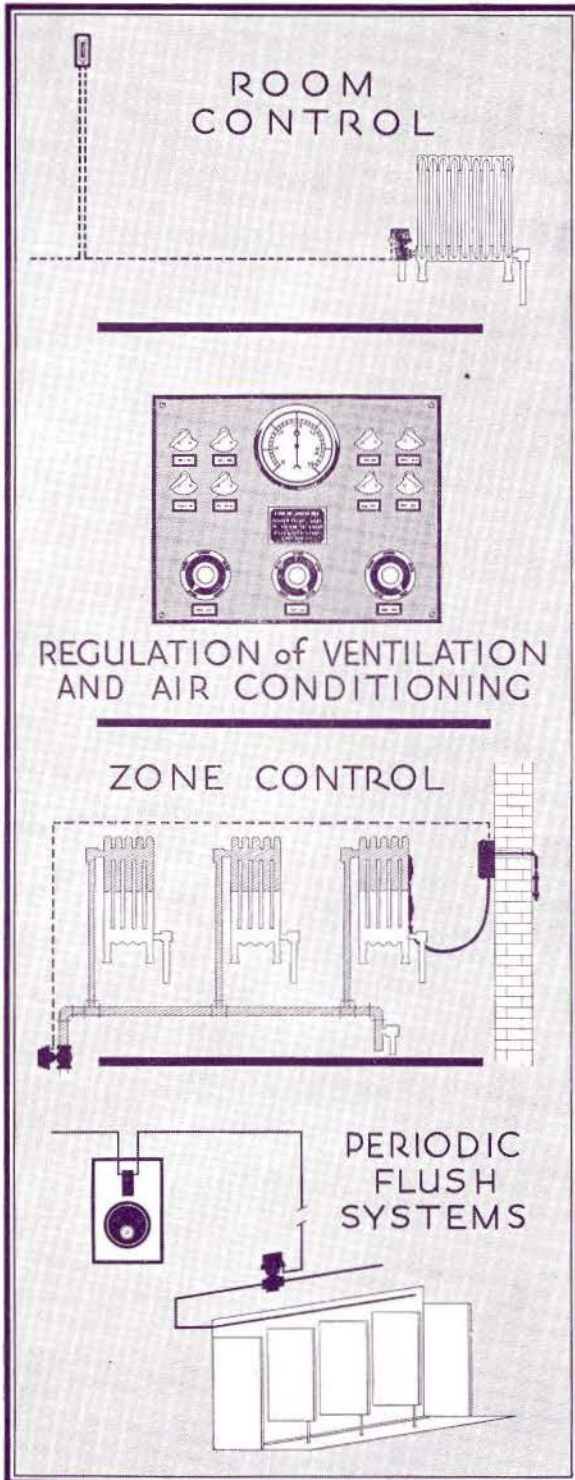 ROOM
CONTROL
REGULATION of VENTILATION
AND AIR CONDITIONING
ZONE CONTROL
PERIODIC
FLUSH
SYSTEMS